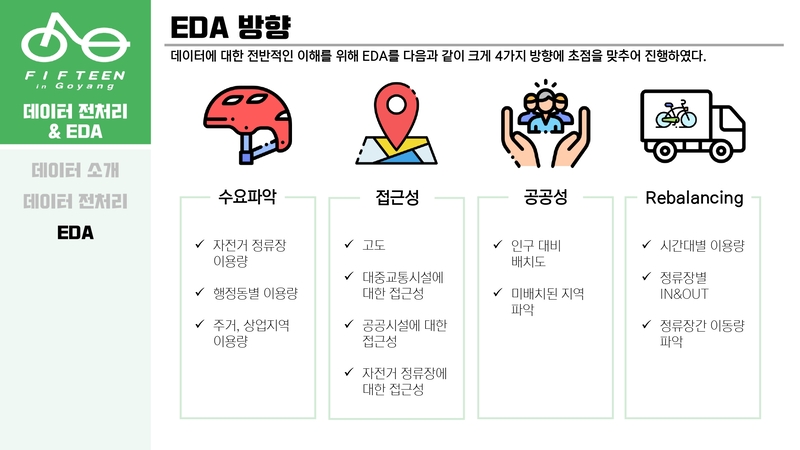 FIFTEEN
in Goyang
데이터 전처리
& EDA
데이터 소개
데이터 전처리
EDA
EDA 방향
데이터에 대한 전반적인 이해를 위해 EDA를 다음과 같이 크게 4가지 방향에 초점을 맞추어 진행하였다.
수요파악
✓ 자전거 정류장
이용량
✓ 행정동별 이용량
✓ 주거, 상업지역
이용량
접근성
✓ 고도
✓ 대중교통시설에
대한 접근성
✓ 공공시설에 대한
접근성
✓ 자전거 정류장에
대한 접근성
공공성
✓ 인구 대비
배치도
✓ 미배치된 지역
파악
Rebalancing
✓ 시간대별 이용량
✓ 정류장별
IN&OUT
✓ 정류장간 이동량
파악